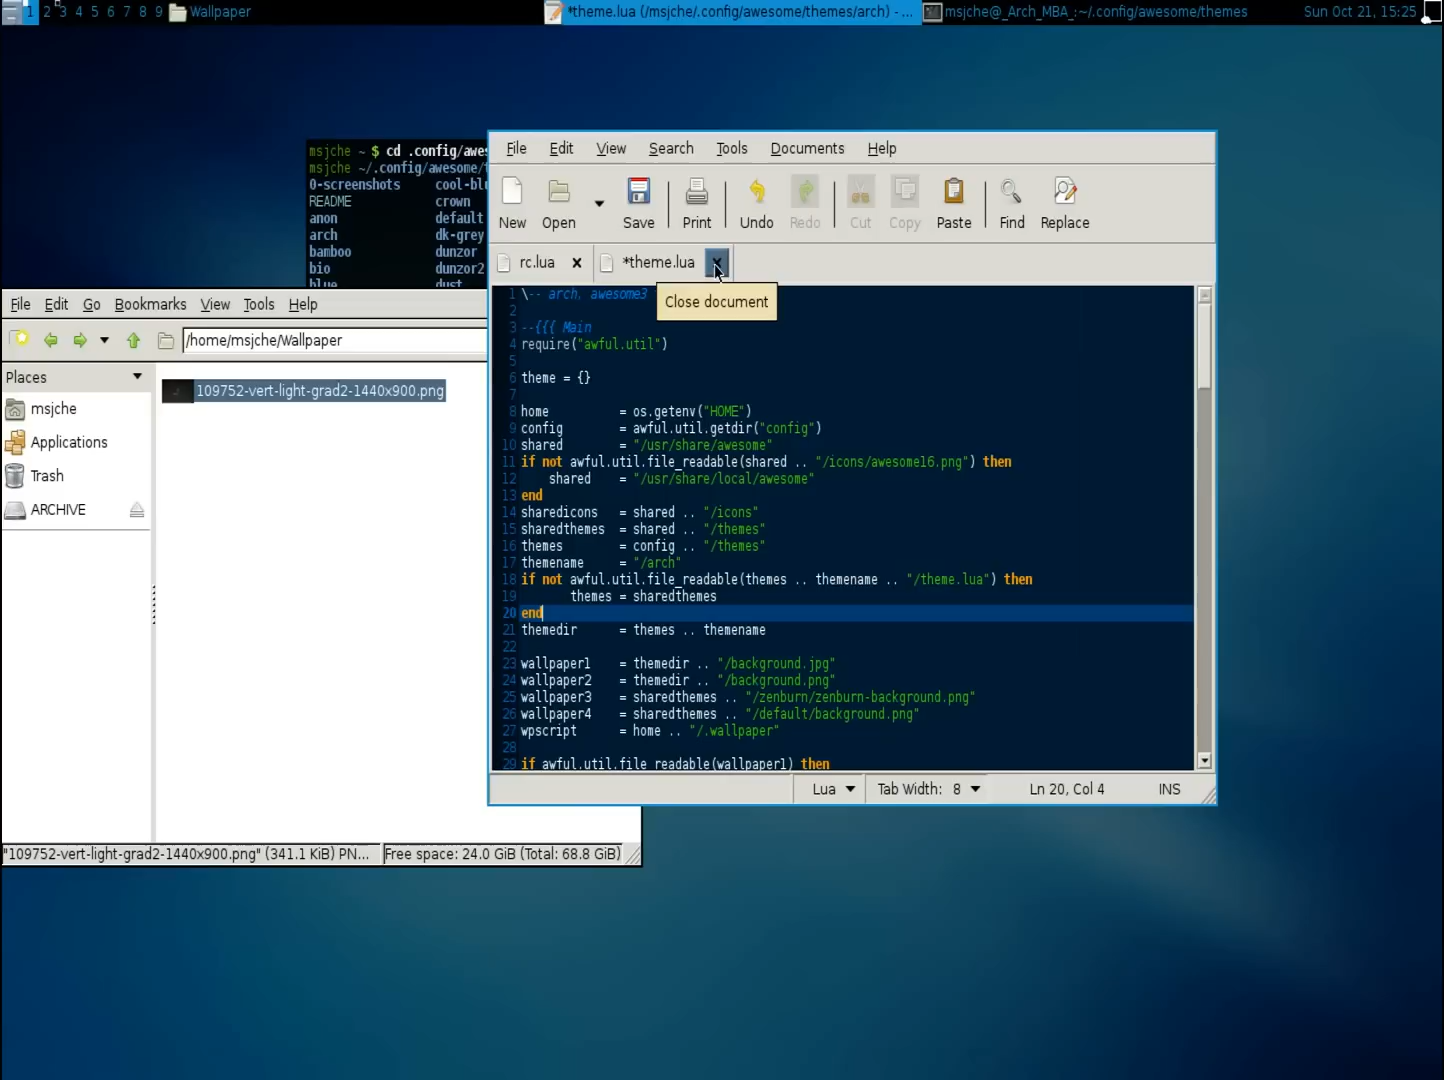 1 2 3 4 5 6 7 8 9 Wallpaper *theme.lua (/msjche/.config/awesome/themes/arch) - ... msjche@_Arch_MBA_:~/.config/awesome/themes Sun Oct 21, 15:25
msjche ~ $ cd .config/awes
msjche ~/.config/awesome/t
0-screenshots cool-blu
README crown
anon default
arch dk-grey
bamboo dunzor
bio dunzor2
blue dust
File Edit View Search Tools Documents Help
New Open Save Print Undo Redo Cut Copy Paste Find Replace
rc.lua *theme.lua
Close document
1 \-- arch, awesome3
2
3 --{{{ Main
4 require("awful.util")
5
6 theme = {}
7
8 home = os.getenv("HOME")
9 config = awful.util.getdir("config")
10 shared = "/usr/share/awesome"
11 if not awful.util.file_readable(shared .. "/icons/awesome16.png") then
12 shared = "/usr/share/local/awesome"
13 end
14 sharedicons = shared .. "/icons"
15 sharedthemes = shared .. "/themes"
16 themes = config .. "/themes"
17 themename = "/arch"
18 if not awful.util.file_readable(themes .. themename .. "/theme.lua") then
19 themes = sharedthemes
20 end
21 themedir = themes .. themename
22
23 wallpaper1 = themedir .. "/background.jpg"
24 wallpaper2 = themedir .. "/background.png"
25 wallpaper3 = sharedthemes .. "/zenburn/zenburn-background.png"
26 wallpaper4 = sharedthemes .. "/default/background.png"
27 wpscript = home .. "/.wallpaper"
28
29 if awful.util.file_readable(wallpaper1) then
Lua Tab Width: 8 Ln 20, Col 4 INS
File Edit Go Bookmarks View Tools Help
/home/msjche/Wallpaper
Places
msjche
Applications
Trash
ARCHIVE
109752-vert-light-grad2-1440x900.png
"109752-vert-light-grad2-1440x900.png" (341.1 KiB) PN... Free space: 24.0 GiB (Total: 68.8 GiB)